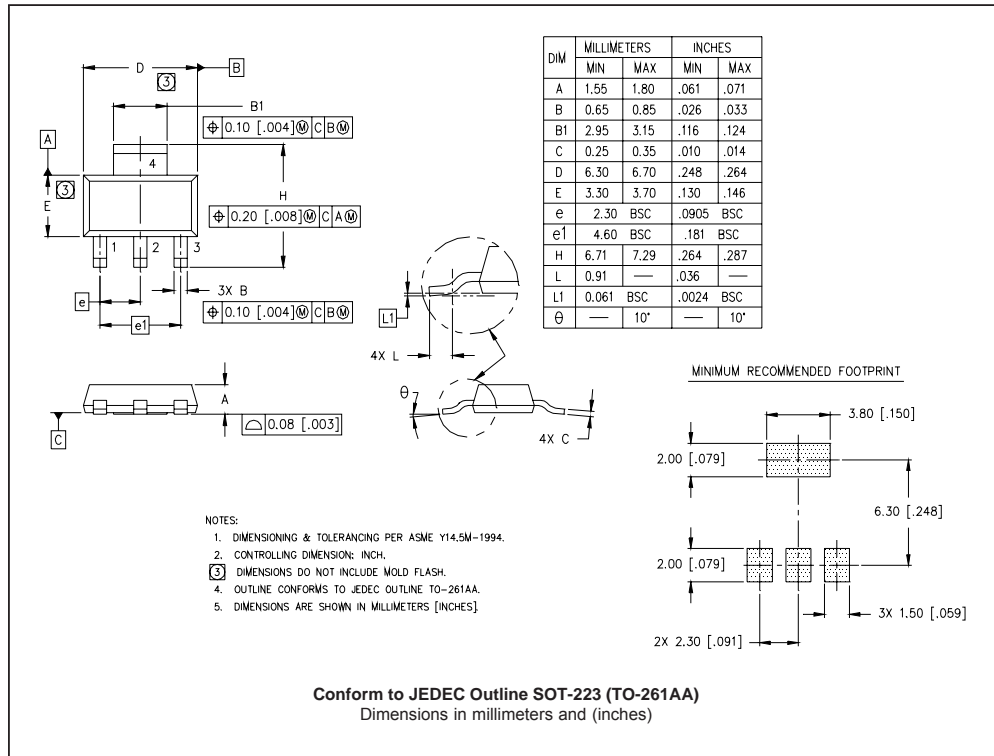 D
③
B
B1
⌖ 0.10 [.004]Ⓜ C BⓂ
A
4
③
E
H
⌖ 0.20 [.008]Ⓜ C AⓂ
1 2 3
e
3X B
e1
⌖ 0.10 [.004]Ⓜ C BⓂ
L1
4X L
A
C
⌓ 0.08 [.003]
θ
4X C
DIM MILLIMETERS INCHES
MIN MAX MIN MAX
A 1.55 1.80 .061 .071
B 0.65 0.85 .026 .033
B1 2.95 3.15 .116 .124
C 0.25 0.35 .010 .014
D 6.30 6.70 .248 .264
E 3.30 3.70 .130 .146
e 2.30 BSC .0905 BSC
e1 4.60 BSC .181 BSC
H 6.71 7.29 .264 .287
L 0.91 — .036 —
L1 0.061 BSC .0024 BSC
θ — 10° — 10°
MINIMUM RECOMMENDED FOOTPRINT
3.80 [.150]
2.00 [.079]
6.30 [.248]
2.00 [.079]
3X 1.50 [.059]
2X 2.30 [.091]
NOTES:
1. DIMENSIONING & TOLERANCING PER ASME Y14.5M-1994.
2. CONTROLLING DIMENSION: INCH.
③ DIMENSIONS DO NOT INCLUDE MOLD FLASH.
4. OUTLINE CONFORMS TO JEDEC OUTLINE TO-261AA.
5. DIMENSIONS ARE SHOWN IN MILLIMETERS [INCHES]
Conform to JEDEC Outline SOT-223 (TO-261AA)
Dimensions in millimeters and (inches)